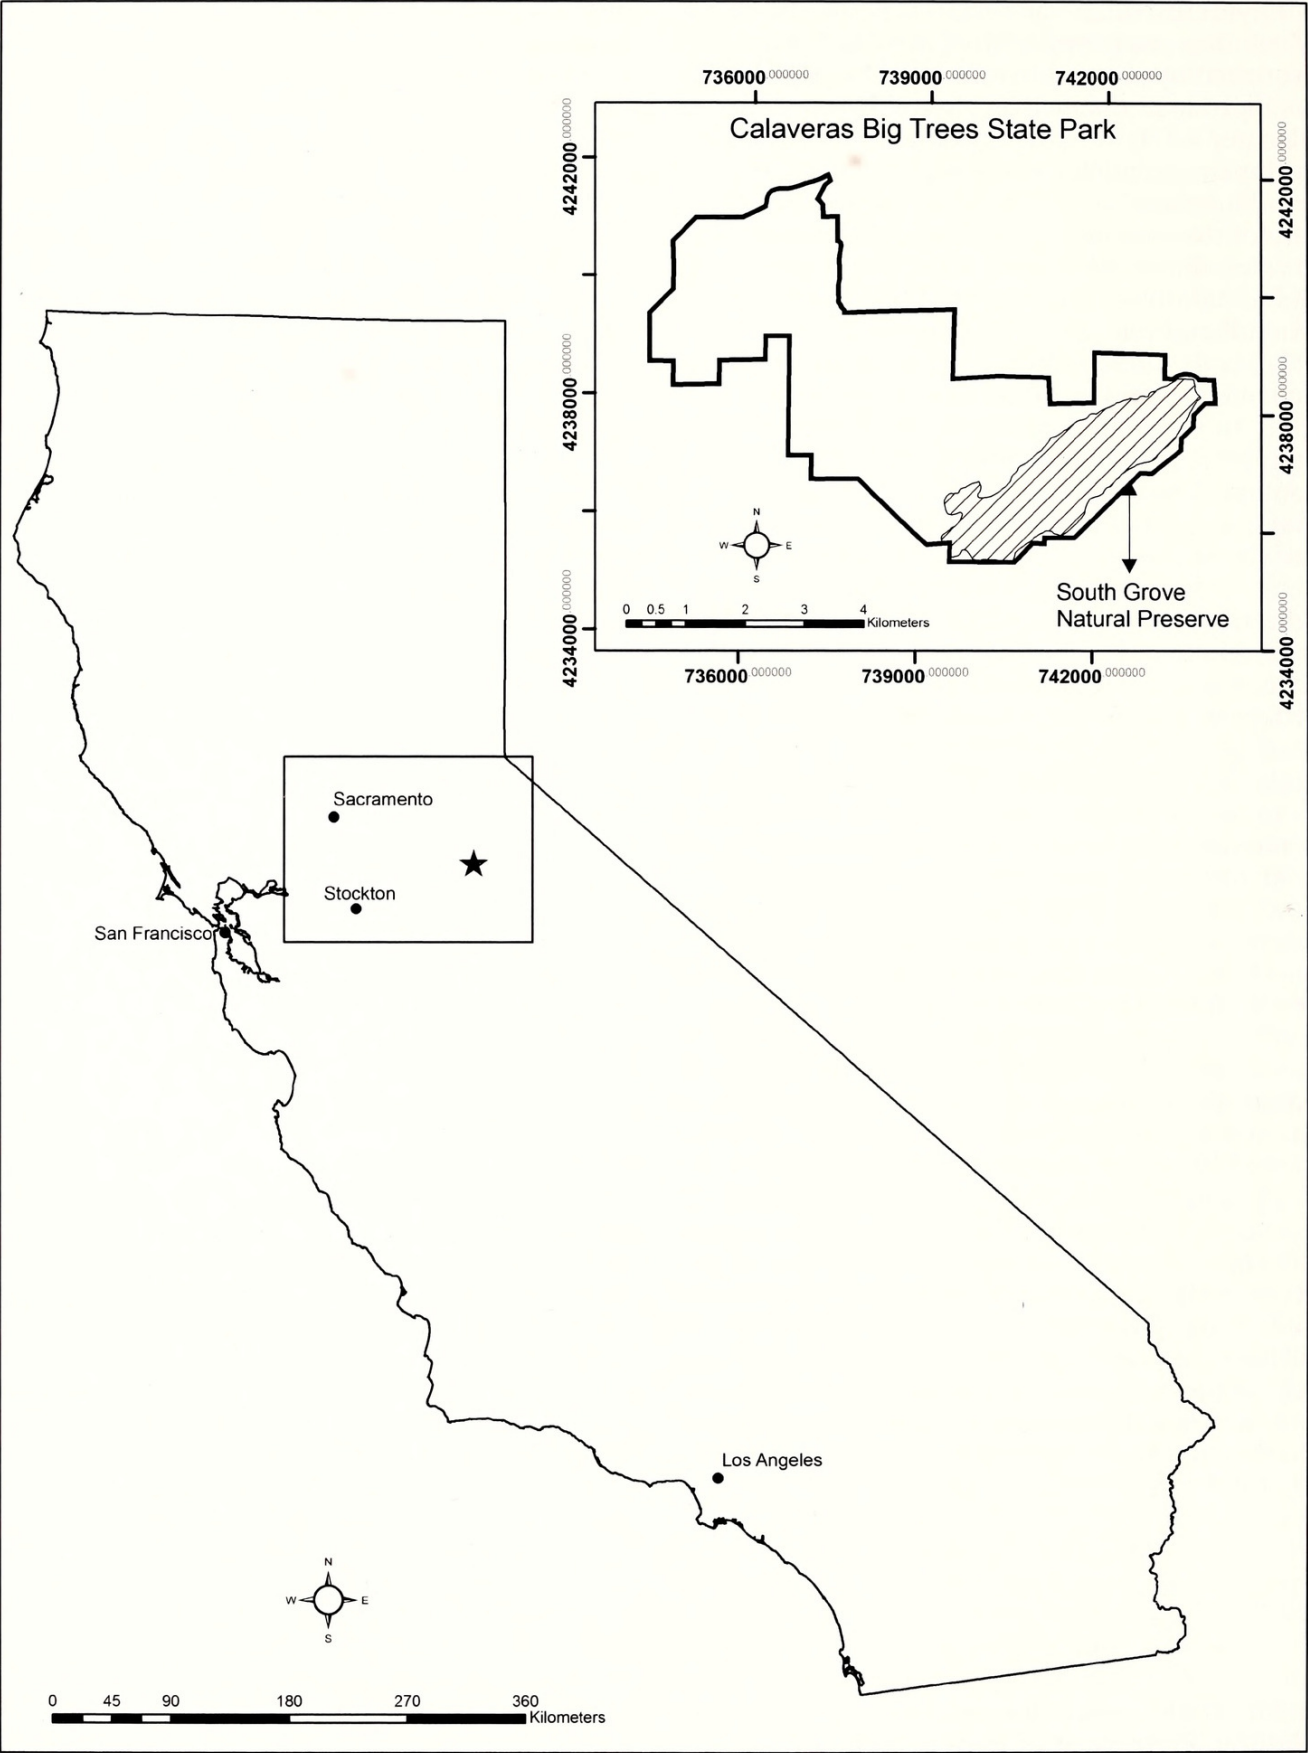 736000.000000 739000.000000 742000.000000
Calaveras Big Trees State Park
4242000.000000
4242000.000000
4238000.000000
4238000.000000
N
W E
S
South Grove
Natural Preserve
0 0.5 1 2 3 4
Kilometers
4234000.000000
4234000.000000
736000.000000 739000.000000 742000.000000
Sacramento
Stockton
San Francisco
Los Angeles
N
W E
S
0 45 90 180 270 360
Kilometers